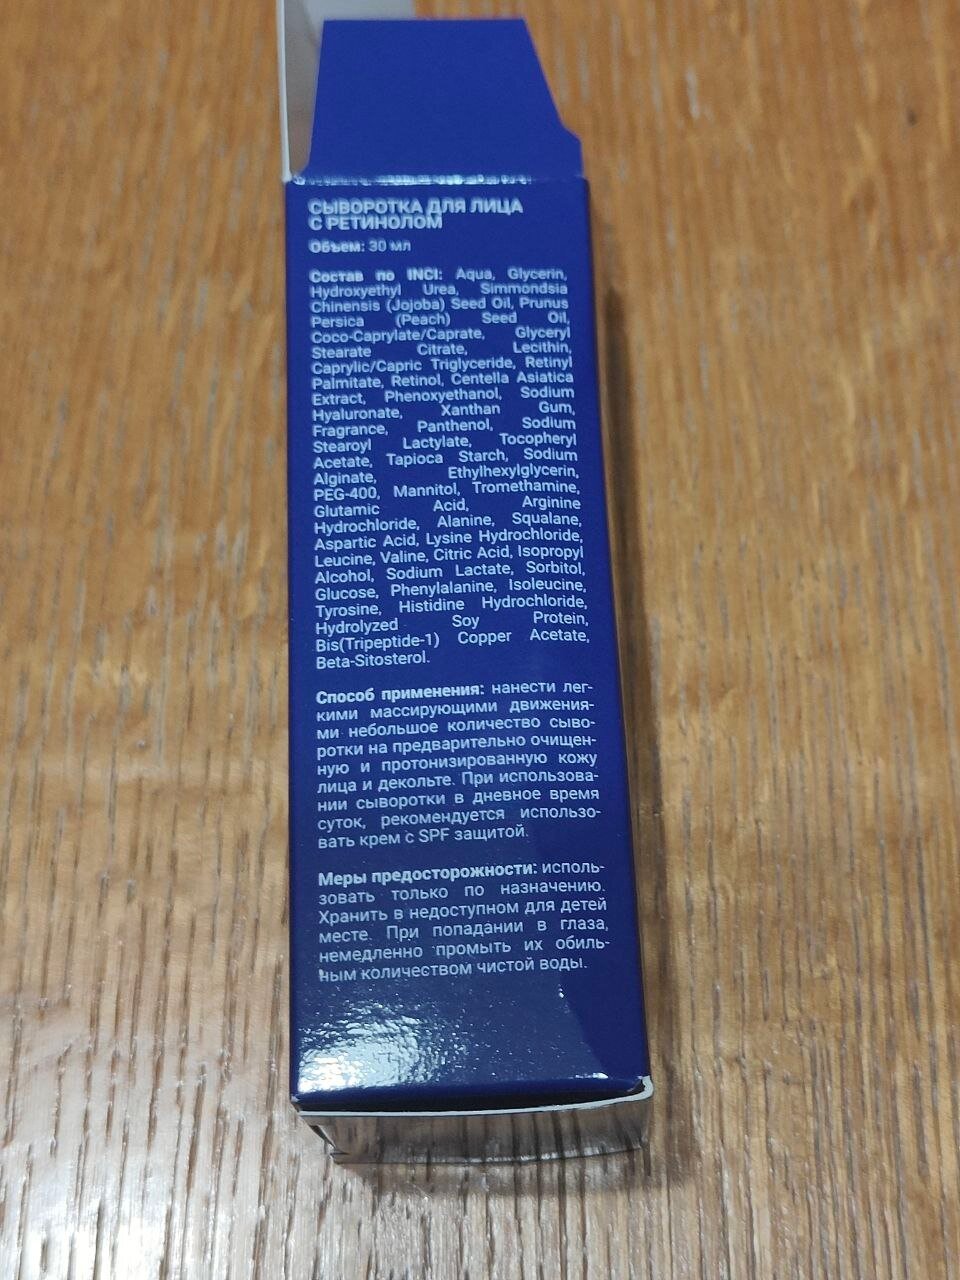 СЫВОРОТКА ДЛЯ ЛИЦА
С РЕТИНОЛОМ
Объем: 30 мл
Состав по INCI: Aqua, Glycerin,
Hydroxyethyl Urea, Simmondsia
Chinensis (Jojoba) Seed Oil, Prunus
Persica (Peach) Seed Oil,
Coco-Caprylate/Caprate, Glyceryl
Stearate Citrate, Lecithin,
Caprylic/Capric Triglyceride, Retinyl
Palmitate, Retinol, Centella Asiatica
Extract, Phenoxyethanol, Sodium
Hyaluronate, Xanthan Gum,
Fragrance, Panthenol, Sodium
Stearoyl Lactylate, Tocopheryl
Acetate, Tapioca Starch, Sodium
Alginate, Ethylhexylglycerin,
PEG-400, Mannitol, Tromethamine,
Glutamic Acid, Arginine
Hydrochloride, Alanine, Squalane,
Aspartic Acid, Lysine Hydrochloride,
Leucine, Valine, Citric Acid, Isopropyl
Alcohol, Sodium Lactate, Sorbitol,
Glucose, Phenylalanine, Isoleucine,
Tyrosine, Histidine Hydrochloride,
Hydrolyzed Soy Protein,
Bis(Tripeptide-1) Copper Acetate,
Beta-Sitosterol.
Способ применения: нанести лег-
кими массирующими движения-
ми небольшое количество сыво-
ротки на предварительно очищен-
ную и протонизированную кожу
лица и декольте. При использова-
нии сыворотки в дневное время
суток, рекомендуется использо-
вать крем с SPF защитой.
Меры предосторожности: исполь-
зовать только по назначению.
Хранить в недоступном для детей
месте. При попадании в глаза,
немедленно промыть их обиль-
ным количеством чистой воды.